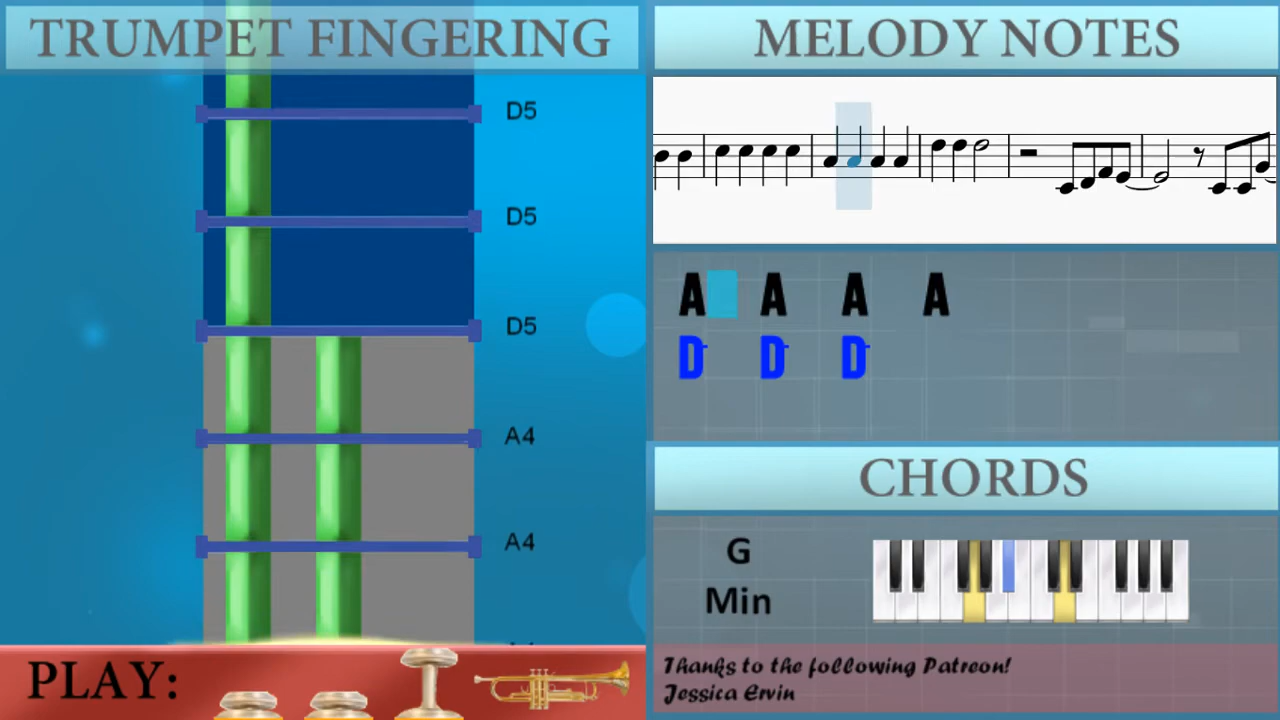 TRUMPET FINGERING
D5
D5
D5
A4
A4
PLAY:
MELODY NOTES
A A A A
D D D
CHORDS
G
Min
Thanks to the following Patreon!
Jessica Ervin